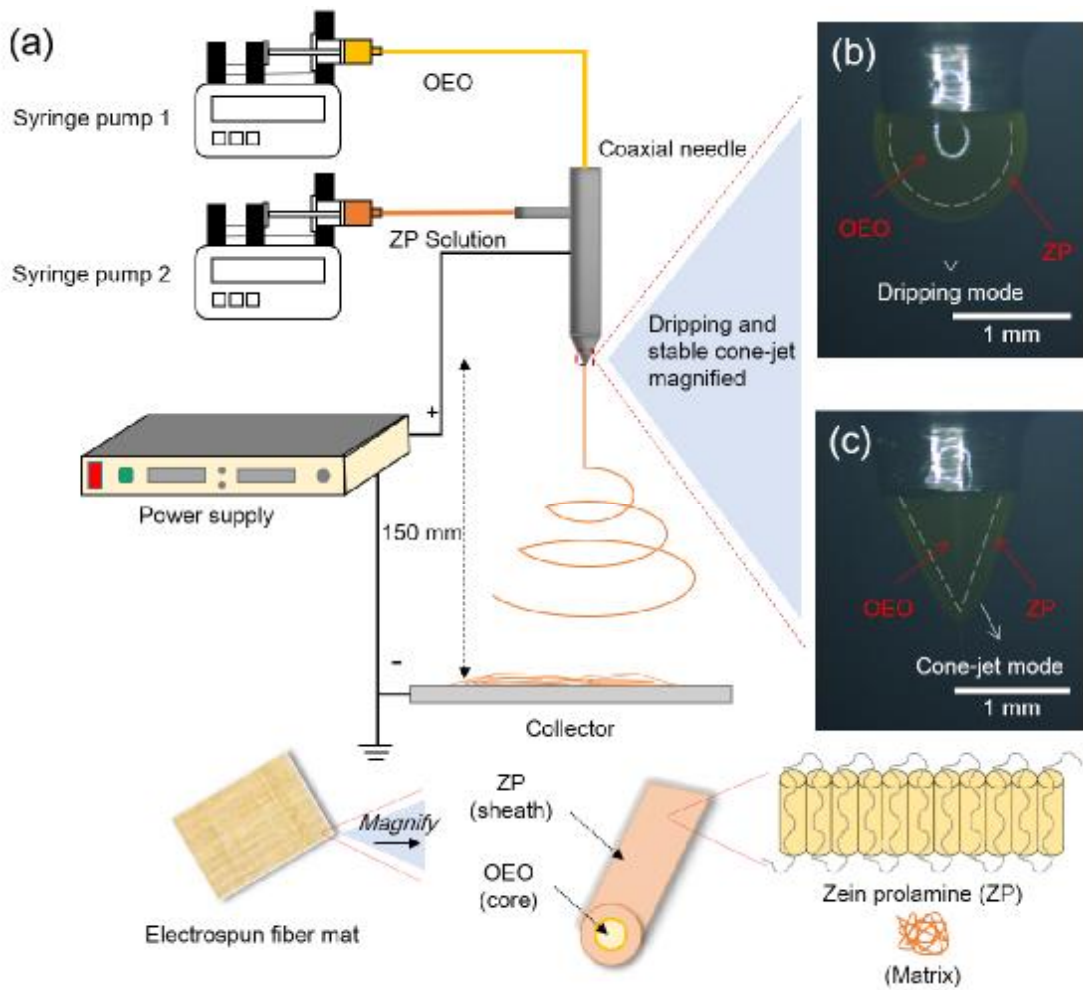 (a)
OEO
Syringe pump 1
Coaxial needle
ZP Solution
Syringe pump 2
Dripping and
stable cone-jet
magnified
+
Power supply
150 mm
-
Collector
(b)
OEO
ZP
Dripping mode
1 mm
(c)
OEO
ZP
Cone-jet mode
1 mm
Magnify
Electrospun fiber mat
ZP
(sheath)
OEO
(core)
Zein prolamine (ZP)
(Matrix)